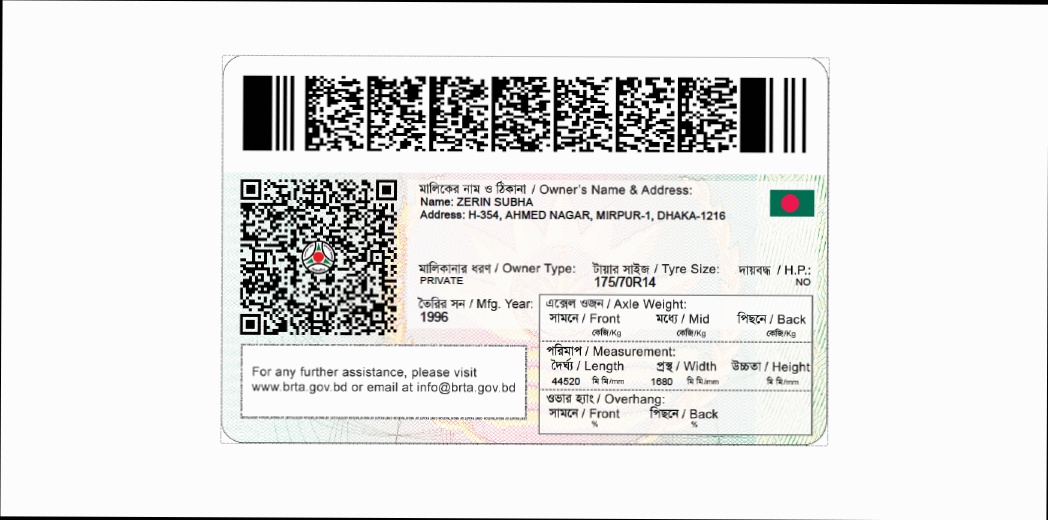 মালিকের নাম ও ঠিকানা / Owner's Name & Address:
Name: ZERIN SUBHA
Address: H-354, AHMED NAGAR, MIRPUR-1, DHAKA-1216
মালিকানার ধরণ / Owner Type: টায়ার সাইজ / Tyre Size: দায়বদ্ধ / H.P.:
PRIVATE 175/70R14 NO
তৈরির সন / Mfg. Year:
1996
এক্সেল ওজন / Axle Weight:
সামনে / Front মধ্যে / Mid পিছনে / Back
কেজি/Kg কেজি/Kg কেজি/Kg
পরিমাপ / Measurement:
দৈর্ঘ্য / Length প্রস্থ / Width উচ্চতা / Height
44520 মি মি/mm 1680 মি মি/mm মি মি/mm
ওভার হ্যাং / Overhang:
সামনে / Front পিছনে / Back
% %
For any further assistance, please visit
www.brta.gov.bd or email at info@brta.gov.bd